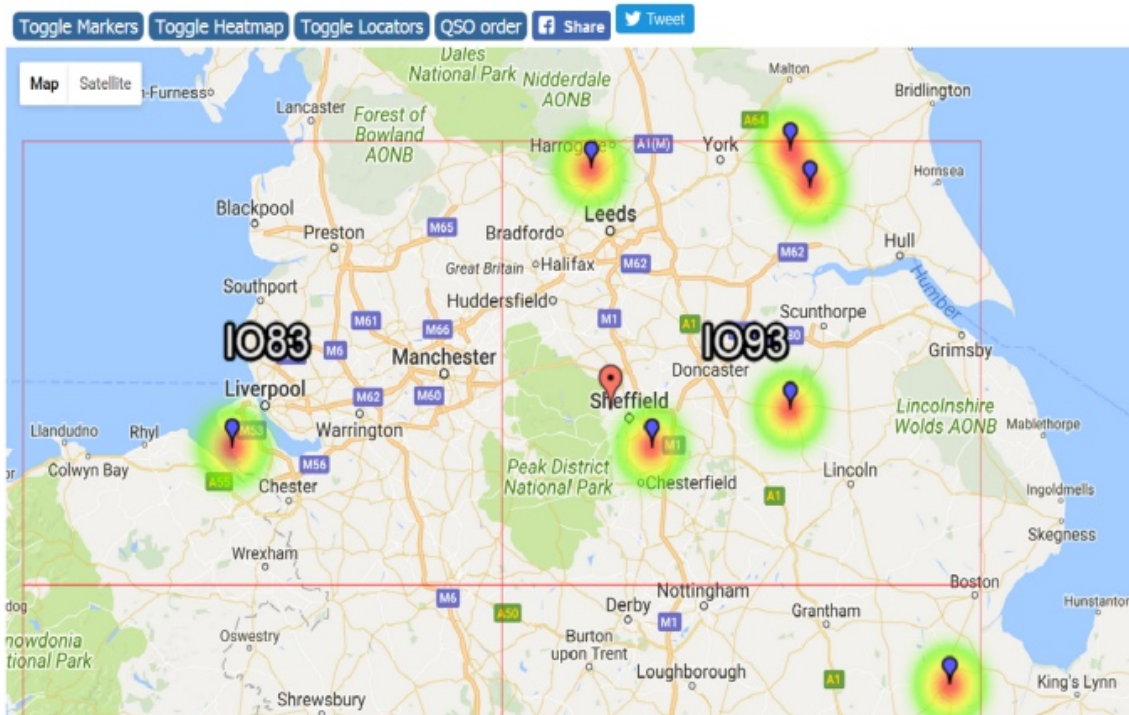 Toggle Markers Toggle Heatmap Toggle Locators QSO order Share Tweet
Map Satellite
-Furness
Dales
National Park
Nidderdale
AONB
Malton
Bridlington
Lancaster
Forest of
Bowland
AONB
A64
A1(M)
York
Hornsea
Blackpool
Preston
M65
Bradford
Leeds
Hull
Great Britain
Halifax
M62
M62
Humber
Southport
Huddersfield
M61
M66
M1
A1
Scunthorpe
IO83
IO93
M6
Manchester
Doncaster
Grimsby
Liverpool
M62
M60
Sheffield
Lincolnshire
Wolds AONB
Mablethorpe
Llandudno
Rhyl
M53
Warrington
M1
Colwyn Bay
M56
Peak District
National Park
Lincoln
A55
Chester
Chesterfield
A1
Ingoldmells
Skegness
Wrexham
Boston
M6
A50
Derby
Nottingham
Grantham
Hunstanton
M1
Oswestry
Burton
upon Trent
nowdonia
tional Park
Loughborough
A1
King's Lynn
Shrewsbury